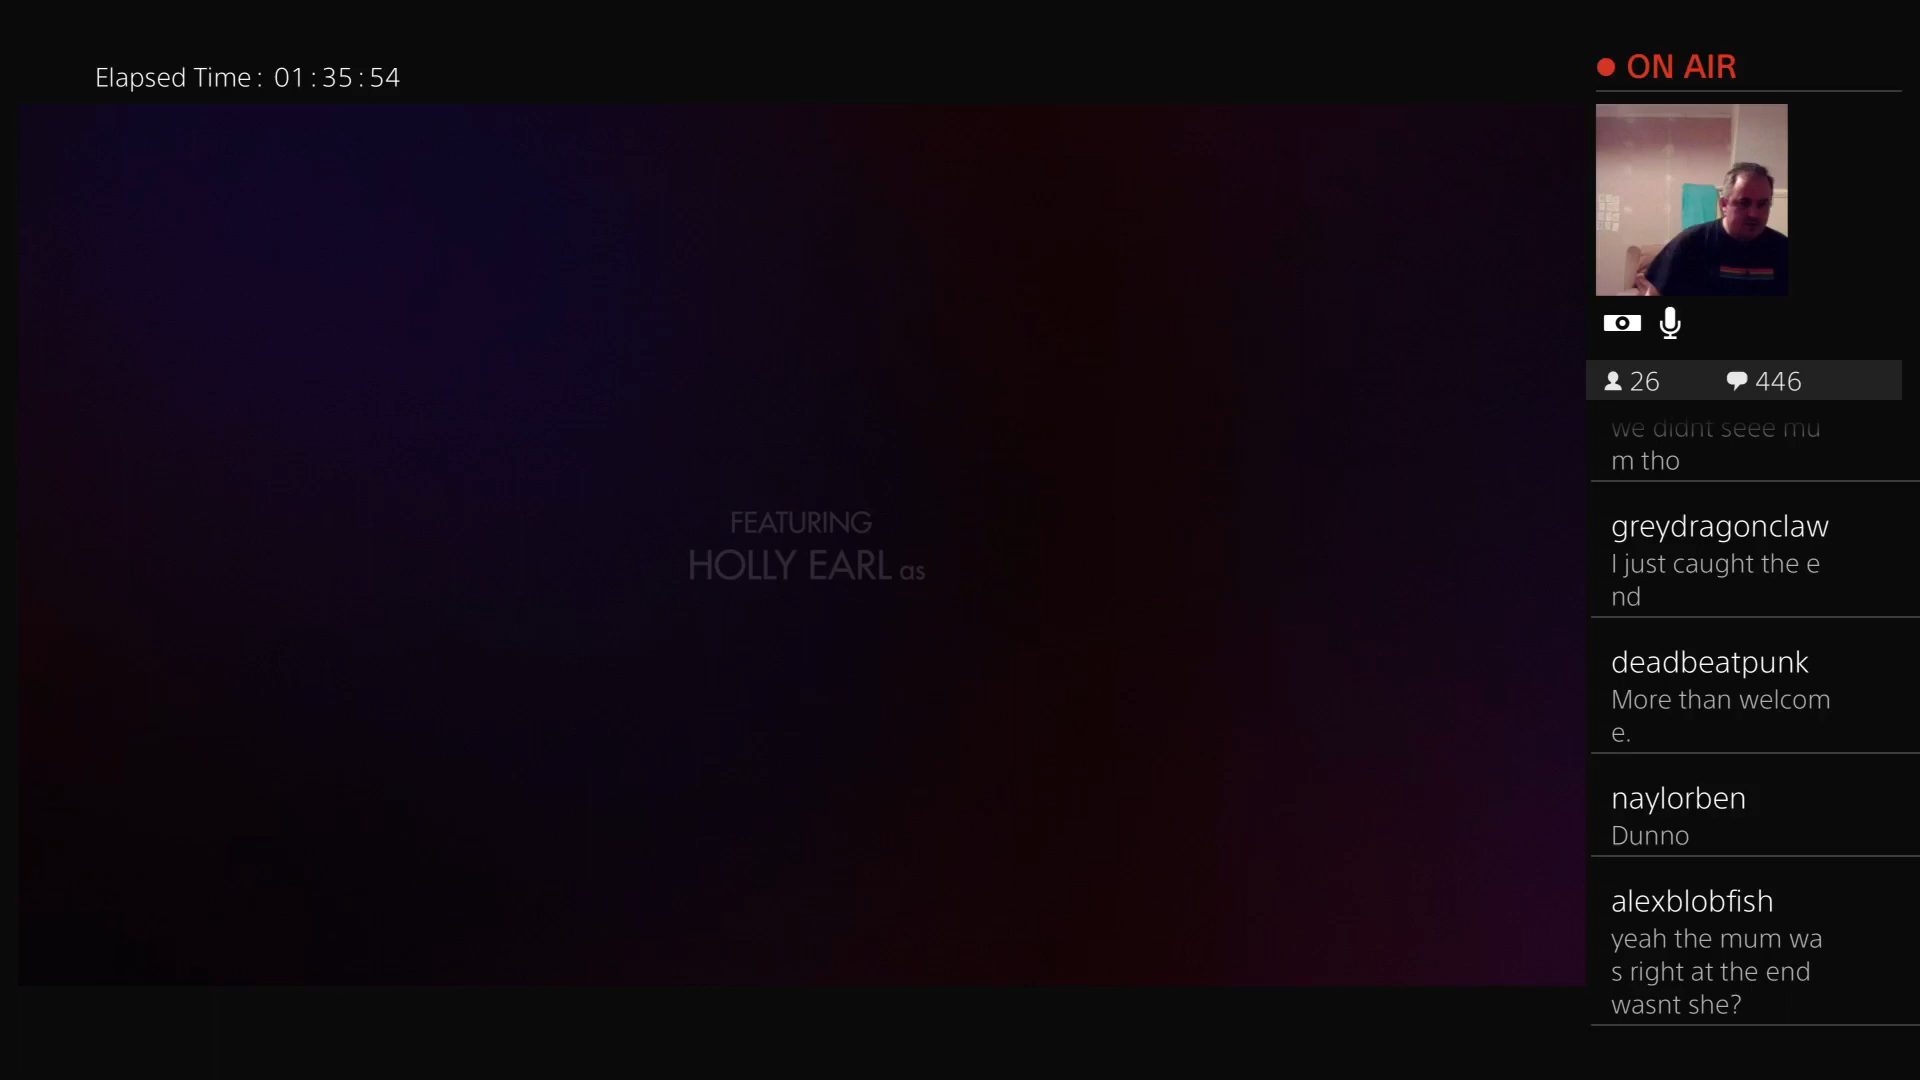 Elapsed Time: 01:35:54
ON AIR
26 446
we didnt seee mu
m tho
greydragonclaw
I just caught the e
nd
deadbeatpunk
More than welcom
e.
naylorben
Dunno
alexblobfish
yeah the mum wa
s right at the end
wasnt she?
FEATURING
HOLLY EARL as